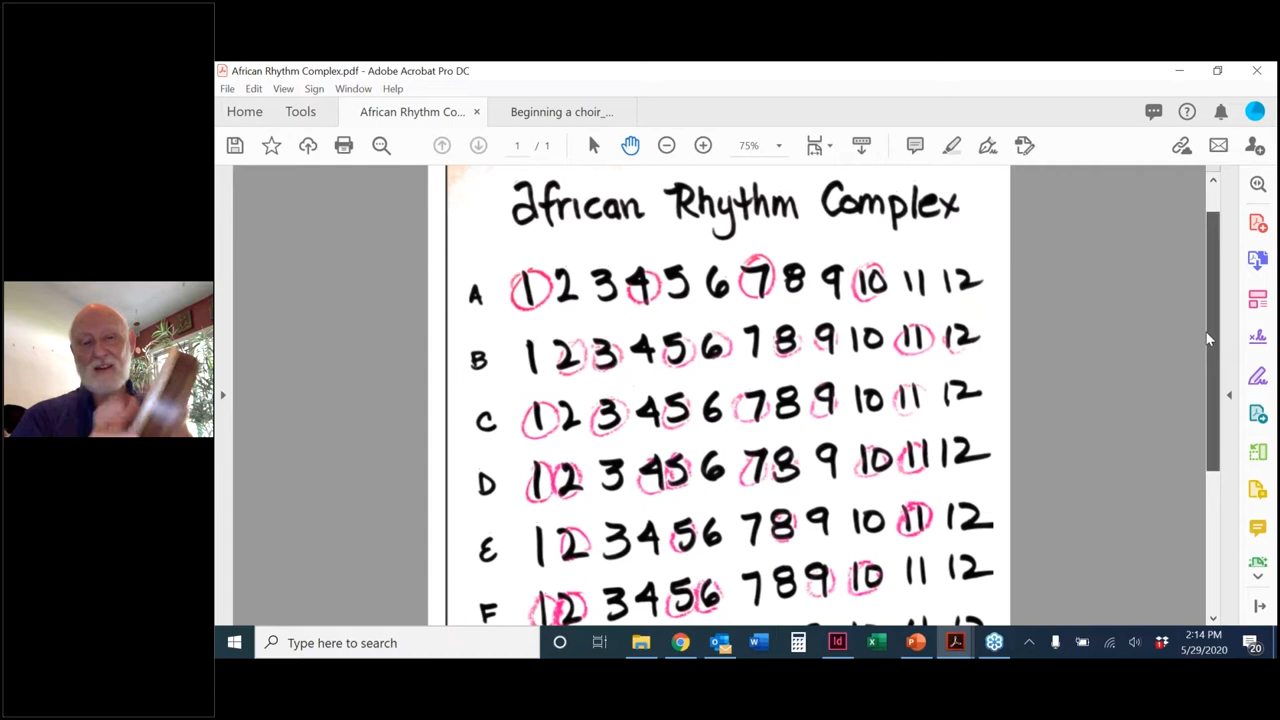 African Rhythm Complex.pdf - Adobe Acrobat Pro DC
File Edit View Sign Window Help
Home Tools African Rhythm Co... × Beginning a choir_...
1 / 1 75%
african Rhythm Complex
A 1 2 3 4 5 6 7 8 9 10 11 12
B 1 2 3 4 5 6 7 8 9 10 11 12
C 1 2 3 4 5 6 7 8 9 10 11 12
D 1 2 3 4 5 6 7 8 9 10 11 12
E 1 2 3 4 5 6 7 8 9 10 11 12
F 1 2 3 4 5 6 7 8 9 10 11 12
Type here to search
2:14 PM
5/29/2020
20